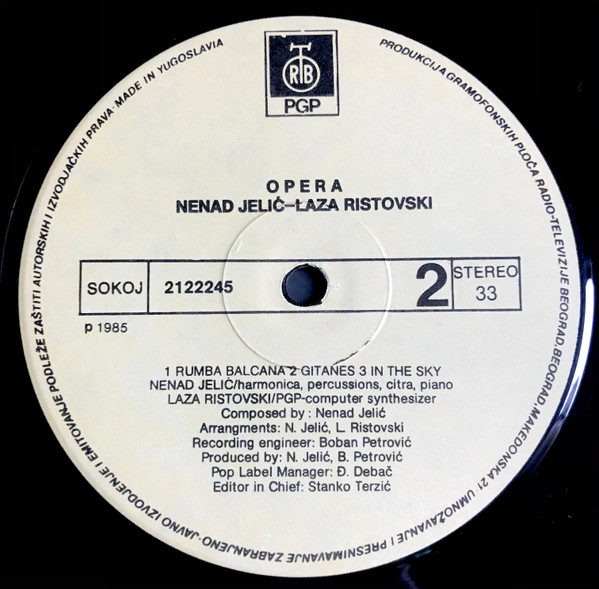 PRODUKCIJA GRAMOFONSKIH PLOČA RADIO-TELEVIZIJE BEOGRAD, BEOGRAD, MAKEDONSKA 21 · UMNOŽAVANJE I PRESNIMAVANJE ZABRANJENO · JAVNO IZVODJENJE I EMITOVANJE PODLEŽE ZAŠTITI AUTORSKIH I IZVODJAČKIH PRAVA · MADE IN YUGOSLAVIA
RTB
PGP
OPERA
NENAD JELIĆ–LAZA RISTOVSKI
SOKOJ 2122245 2 STEREO 33
p 1985
1 RUMBA BALCANA 2 GITANES 3 IN THE SKY
NENAD JELIĆ/harmonica, percussions, citra, piano
LAZA RISTOVSKI/PGP-computer synthesizer
Composed by : Nenad Jelić
Arrangments: N. Jelić, L. Ristovski
Recording engineer: Boban Petrović
Produced by: N. Jelić, B. Petrović
Pop Label Manager: Đ. Debač
Editor in Chief: Stanko Terzić